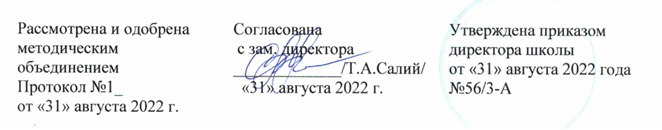 Рассмотрена и одобрена
методическим
объединением
Протокол №1_
от «31» августа 2022 г.
Согласована
с зам. директора
_____________/Т.А.Салий/
«31» августа 2022 г.
Утверждена приказом
директора школы
от «31» августа 2022 года
№56/3-А